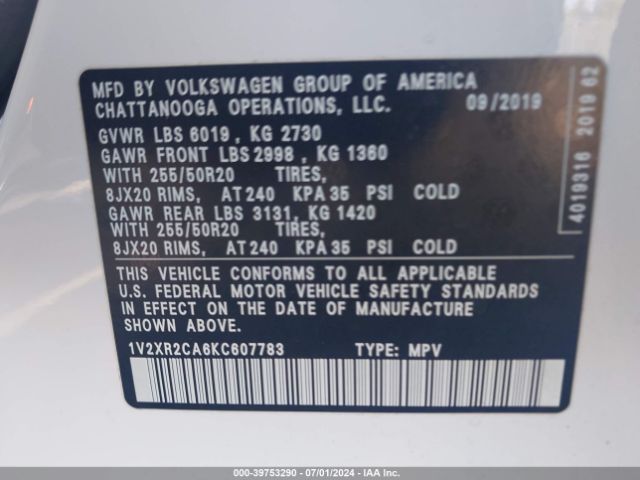 MFD BY VOLKSWAGEN GROUP OF AMERICA
CHATTANOOGA OPERATIONS, LLC. 09/2019
GVWR LBS 6019, KG 2730
GAWR FRONT LBS 2998, KG 1360
WITH 255/50R20 TIRES,
8JX20 RIMS, AT 240 KPA 35 PSI COLD
GAWR REAR LBS 3131, KG 1420
WITH 255/50R20 TIRES,
8JX20 RIMS, AT 240 KPA 35 PSI COLD
THIS VEHICLE CONFORMS TO ALL APPLICABLE
U.S. FEDERAL MOTOR VEHICLE SAFETY STANDARDS
IN EFFECT ON THE DATE OF MANUFACTURE
SHOWN ABOVE.
1V2XR2CA6KC607783 TYPE: MPV
4019316 2019 62
000-39753290 - 07/01/2024 - IAAI.com